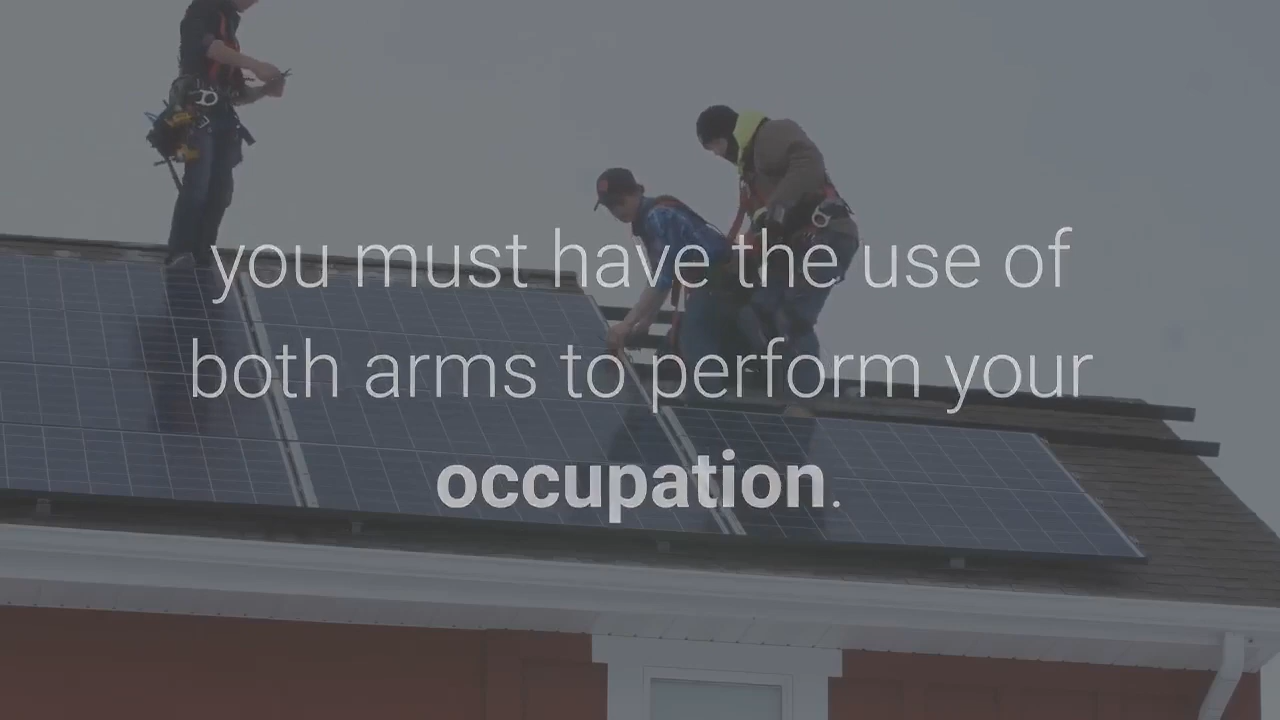 you must have the use of
both arms to perform your
occupation.